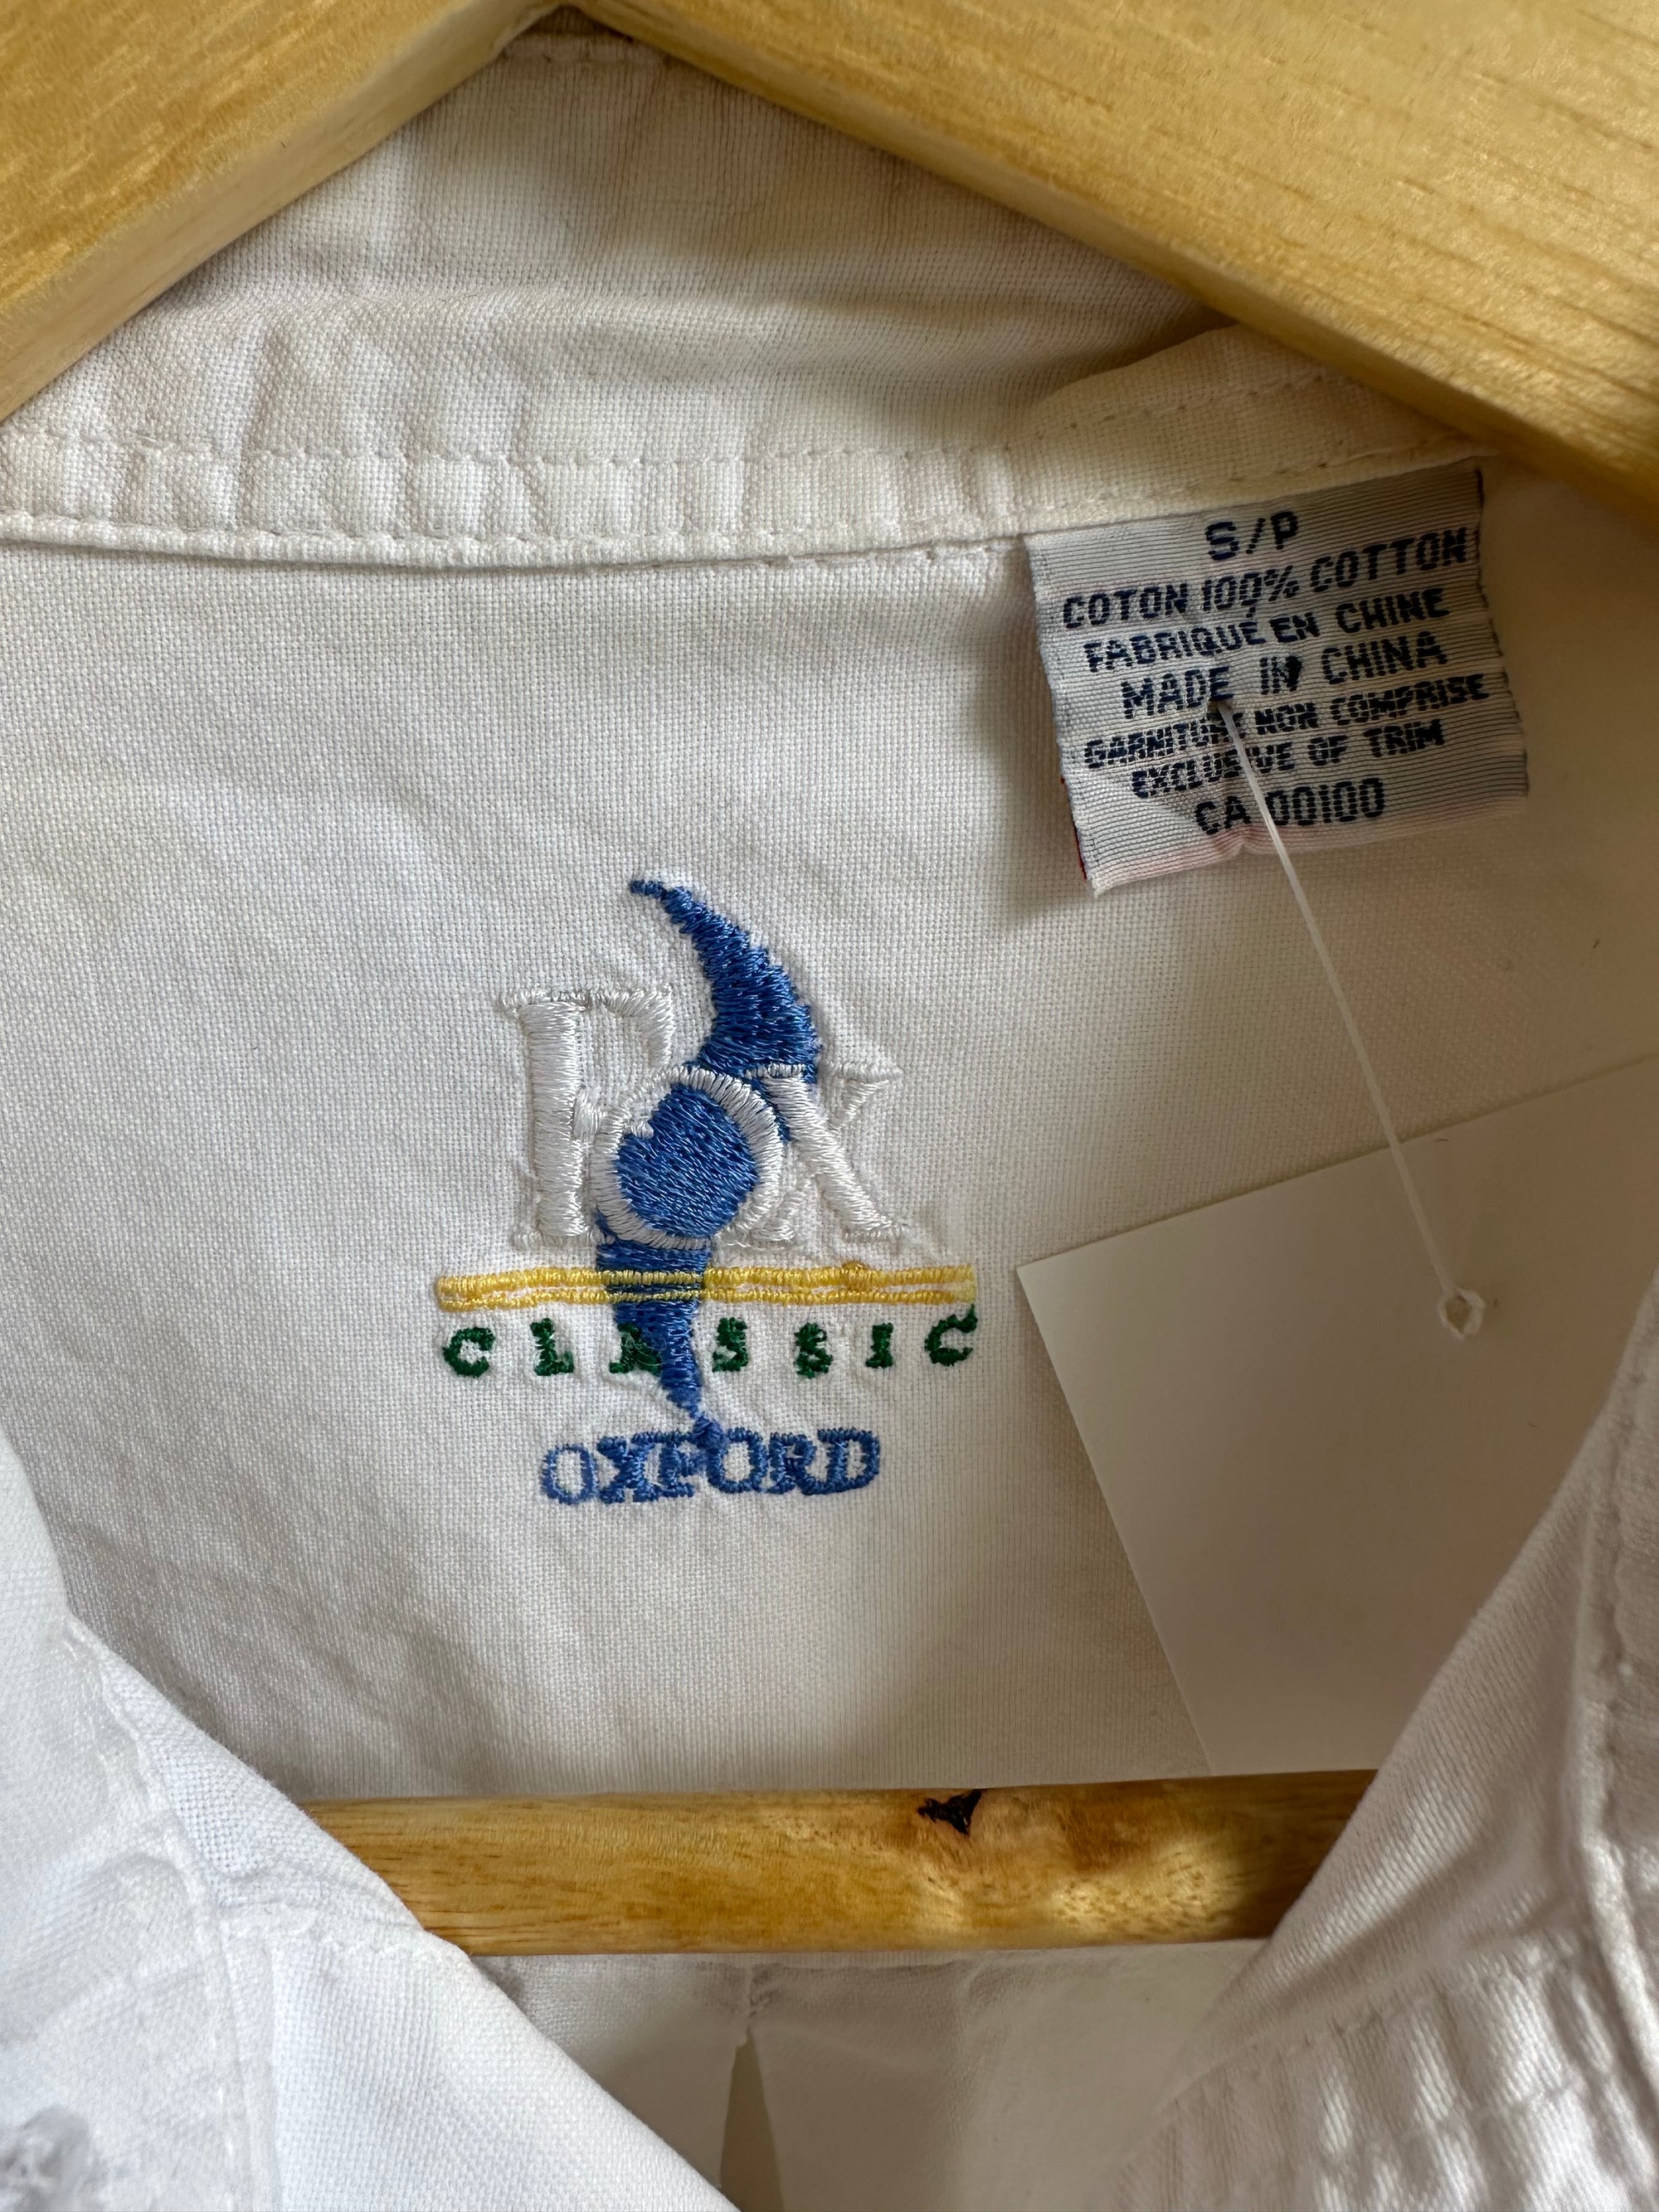 S/P
COTON 100% COTTON
FABRIQUÉ EN CHINE
MADE IN CHINA
GARNITURE NON COMPRISE
EXCLUSIVE OF TRIM
CA 00100
FOX
CLASSIC
OXFORD